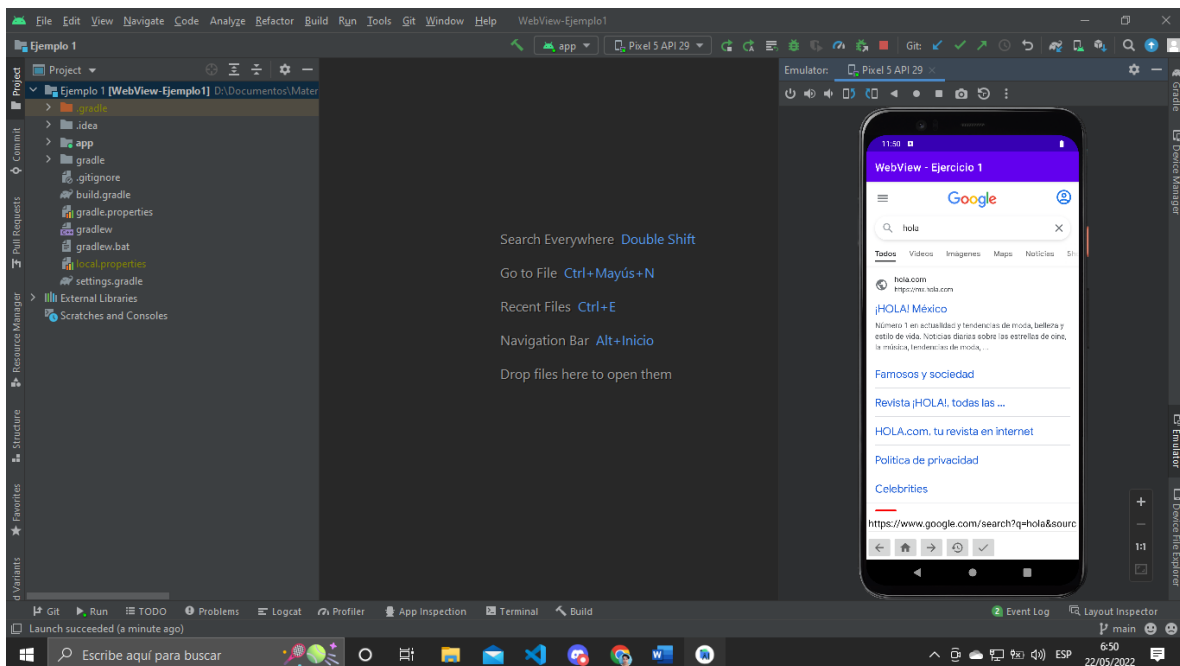 File Edit View Navigate Code Analyze Refactor Build Run Tools Git Window Help WebView-Ejemplo1
Ejemplo 1
app
Pixel 5 API 29
Git:
Project
Ejemplo 1 [WebView-Ejemplo1] D:\Documentos\Mater
.gradle
.idea
app
gradle
.gitignore
build.gradle
gradle.properties
gradlew
gradlew.bat
local.properties
settings.gradle
External Libraries
Scratches and Consoles
Project
Commit
Pull Requests
Resource Manager
Structure
Favorites
d Variants
Search Everywhere Double Shift
Go to File Ctrl+Mayús+N
Recent Files Ctrl+E
Navigation Bar Alt+Inicio
Drop files here to open them
Emulator: Pixel 5 API 29
11:50
WebView - Ejercicio 1
Google
hola
Todos Videos Imágenes Maps Noticias Sh
hola.com
https://mx.hola.com
¡HOLA! México
Número 1 en actualidad y tendencias de moda, belleza y
estilo de vida. Noticias diarias sobre las estrellas de cine,
la música, tendencias de moda, ...
Famosos y sociedad
Revista ¡HOLA!, todas las ...
HOLA.com, tu revista en internet
Política de privacidad
Celebrities
https://www.google.com/search?q=hola&sourc
1:1
Gradle
Device Manager
Emulator
Device File Explorer
Git Run TODO Problems Logcat Profiler App Inspection Terminal Build
2 Event Log Layout Inspector
Launch succeeded (a minute ago)
main
Escribe aquí para buscar
ESP
6:50
22/05/2022